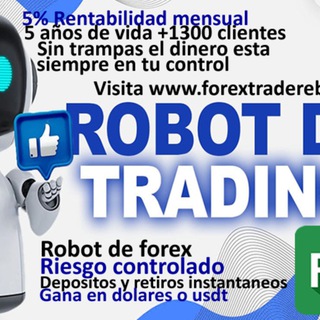 5% Rentabilidad mensual
5 años de vida +1300 clientes
Sin trampas el dinero esta
siempre en tu control
Visita www.forextradereb
ROBOT D
TRADIN
Robot de forex
Riesgo controlado
Depositos y retiros instantaneos
Gana en dolares o usdt